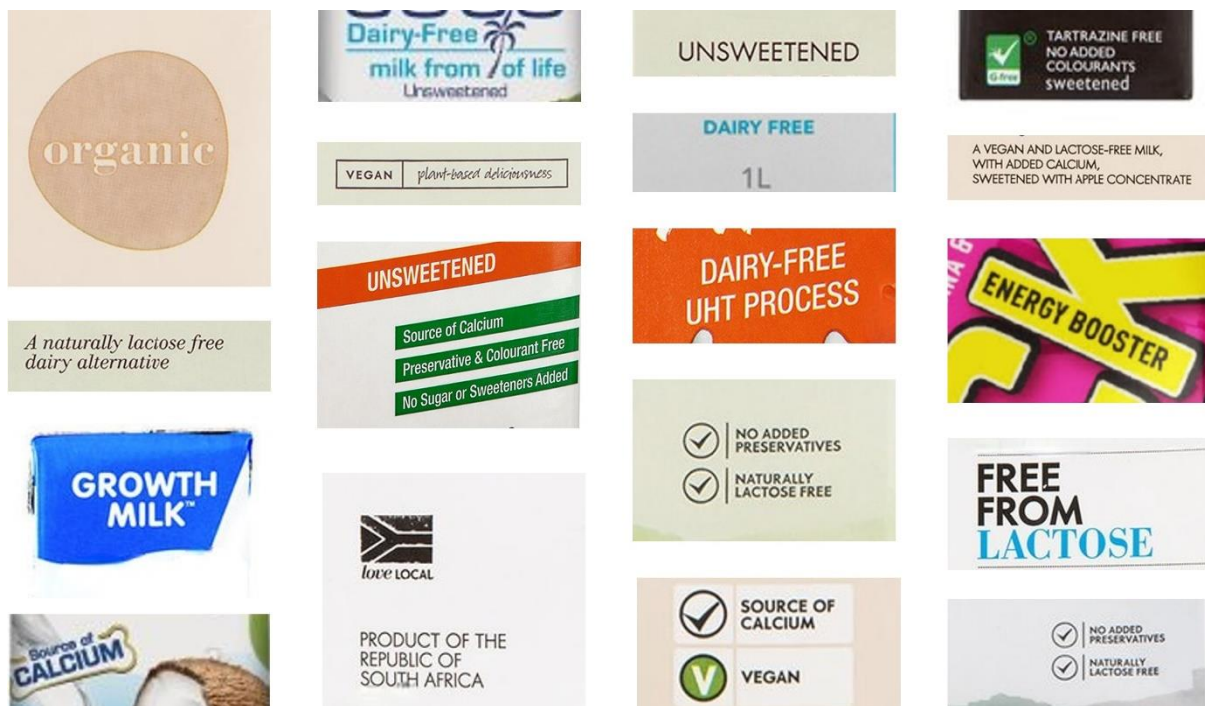 organic
A naturally lactose free
dairy alternative
GROWTH
MILK™
Source of
CALCIUM
Dairy-Free
milk from of life
Unsweetened
VEGAN
plant-based deliciousness
UNSWEETENED
Source of Calcium
Preservative & Colourant Free
No Sugar or Sweeteners Added
love LOCAL
PRODUCT OF THE
REPUBLIC OF
SOUTH AFRICA
UNSWEETENED
DAIRY FREE
1L
DAIRY-FREE
UHT PROCESS
NO ADDED
PRESERVATIVES
NATURALLY
LACTOSE FREE
SOURCE OF
CALCIUM
V
VEGAN
G-free
®
TARTRAZINE FREE
NO ADDED
COLOURANTS
sweetened
A VEGAN AND LACTOSE-FREE MILK,
WITH ADDED CALCIUM,
SWEETENED WITH APPLE CONCENTRATE
ENERGY BOOSTER
FREE
FROM
LACTOSE
NO ADDED
PRESERVATIVES
NATURALLY
LACTOSE FREE